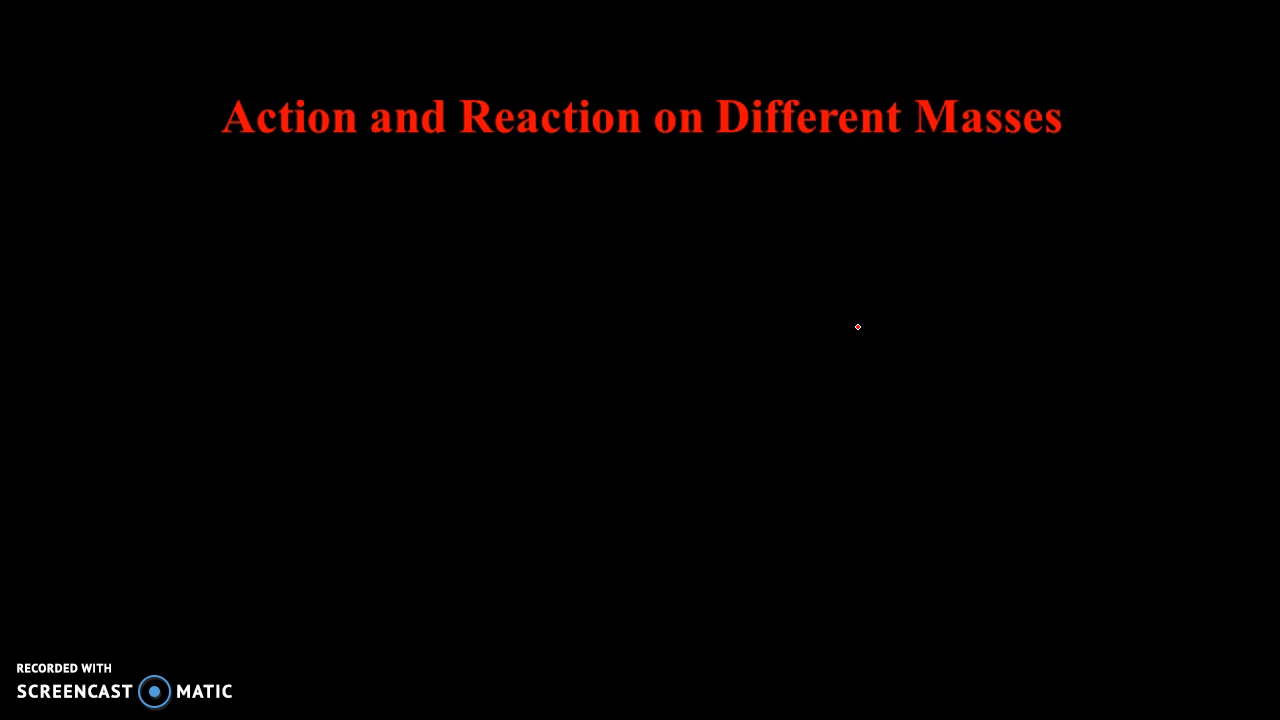 Action and Reaction on Different Masses
RECORDED WITH
SCREENCAST MATIC